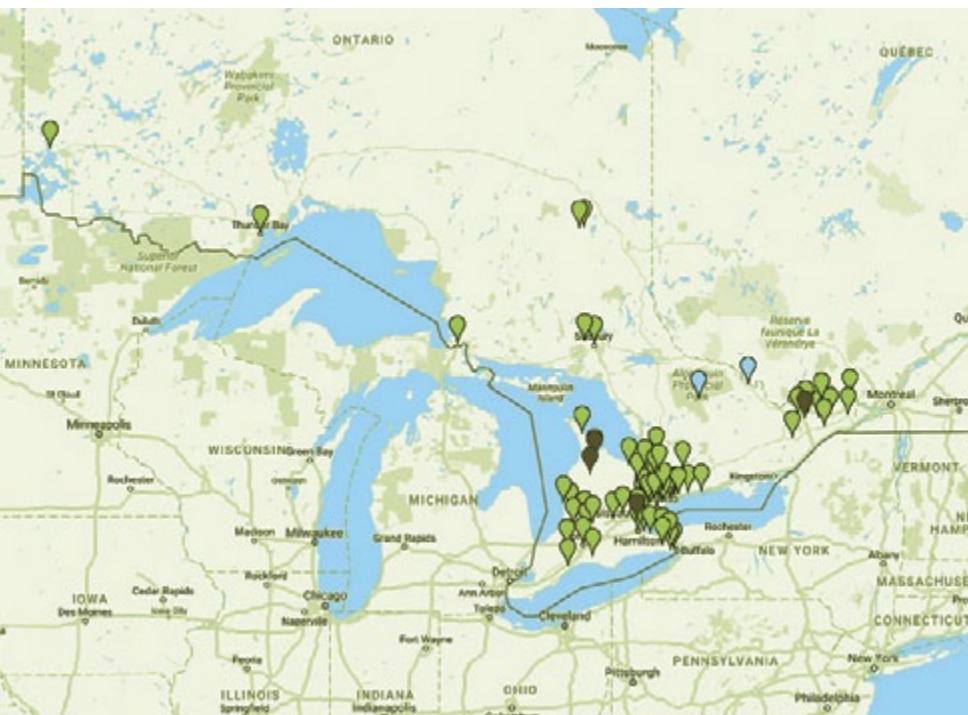 ONTARIO
Moosonee
QUÉBEC
Wabakimi
Provincial
Park
Thunder Bay
Superior
National Forest
Bemidji
Duluth
Sudbury
Réserve
faunique La
Vérendrye
MINNESOTA
Manitoulin
Island
Algonquin
Provincial
Park
St Cloud
Montreal
Minneapolis
WISCONSIN
Green Bay
VERMONT
Rochester
MICHIGAN
Kingston
Madison
Milwaukee
Grand Rapids
Hamilton
Rochester
Buffalo
NEW YORK
Albany
Rockford
Detroit
Ann Arbor
MASSACHUSE
IOWA
Cedar Rapids
Iowa City
Des Moines
Chicago
Naperville
Toledo
Cleveland
CONNECTICUT
Fort Wayne
Peoria
PENNSYLVANIA
New York
Pittsburgh
ILLINOIS
Springfield
INDIANA
Indianapolis
OHIO
Philadelphia